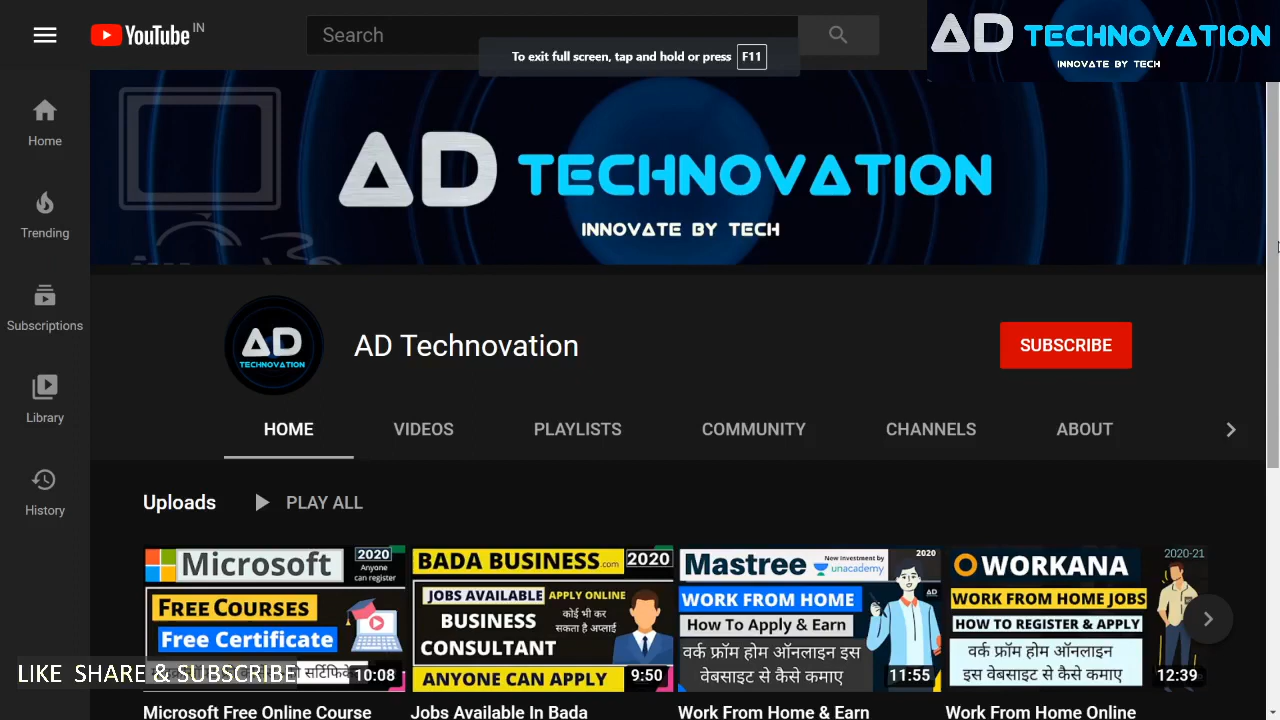 YouTube IN
Search
To exit full screen, tap and hold or press F11
AD TECHNOVATION
INNOVATE BY TECH
Home
Trending
Subscriptions
Library
History
AD TECHNOVATION
INNOVATE BY TECH
AD
TECHNOVATION
AD Technovation
SUBSCRIBE
HOME VIDEOS PLAYLISTS COMMUNITY CHANNELS ABOUT
Uploads PLAY ALL
Microsoft
2020
Anyone
can register
FREE COURSES
Free Certificate
10:08
BADA BUSINESS.com 2020
JOBS AVAILABLE APPLY ONLINE
BUSINESS
CONSULTANT
कोई भी कर
सकता है अप्लाई
ANYONE CAN APPLY
9:50
Mastree
Now Investment by
unacademy
2020
WORK FROM HOME
How To Apply & Earn
वर्क फ्रॉम होम ऑनलाइन इस
वेबसाइट से कैसे कमाए
AD
11:55
WORKANA
2020-21
WORK FROM HOME JOBS
HOW TO REGISTER & APPLY
वर्क फ्रॉम होम ऑनलाइन
इस वेबसाइट से कैसे कमाए
12:39
LIKE SHARE & SUBSCRIBE
Microsoft Free Online Course
Jobs Available In Bada
Work From Home & Earn
Work From Home Online